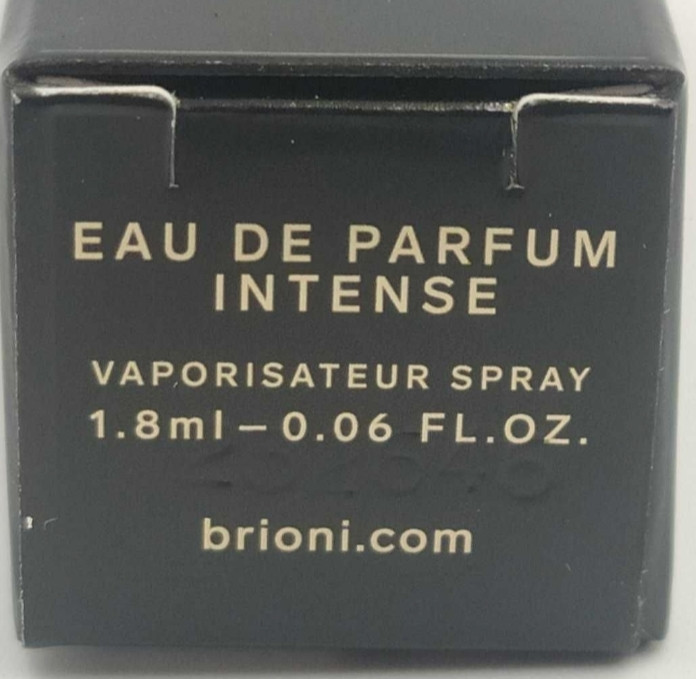 EAU DE PARFUM
INTENSE
VAPORISATEUR SPRAY
1.8ml – 0.06 FL.OZ.
brioni.com